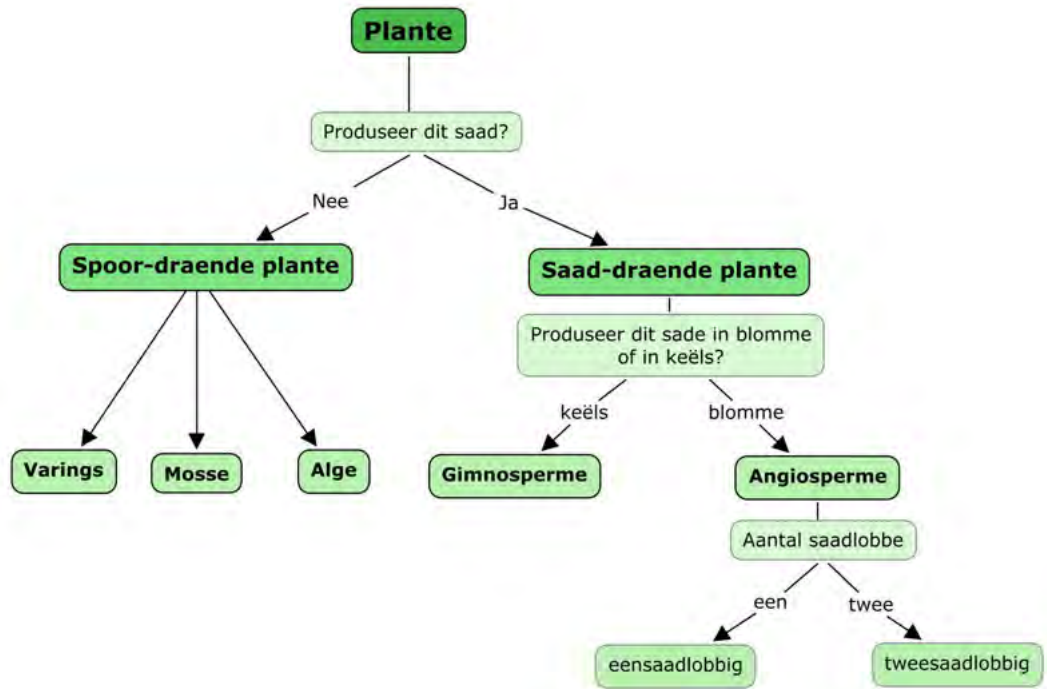 Plante
Produseer dit saad?
Nee
Ja
Spoor-draende plante
Saad-draende plante
Produseer dit sade in blomme
of in keëls?
keëls
blomme
Varings
Mosse
Alge
Gimnosperme
Angiosperme
Aantal saadlobbe
een
twee
eensaadlobbig
tweesaadlobbig